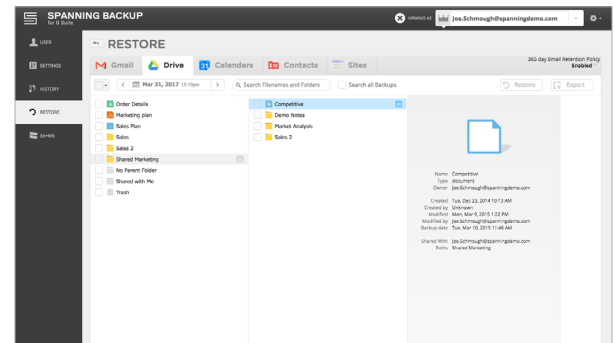 SPANNING BACKUP
for G Suite
VIEWING AS
Joe.Schmough@spanningdemo.com
USER
SETTINGS
HISTORY
RESTORE
RESTORE
Gmail
Drive
31
Calendars
Contacts
Sites
365 day Email Retention Policy
Enabled
Mar 31, 2017 12:19pm
Search Filenames and Folders
Search all Backups
Restore
Export
Order Details
Marketing plan
Sales Plan
Sales
Sales 2
Shared Marketing
No Parent Folder
Shared with Me
Trash
Competitive
Demo Notes
Market Analysis
Sales 2
Name Competitive
Type document
Owner Joe.Schmough@spanningdemo.com
Created Tue, Dec 23, 2014 10:13 AM
Created by Unknown
Modified Mon, Mar 9, 2015 1:22 PM
Modified by Joe.Schmough@spanningdemo.com
Backup date Tue, Mar 10, 2015 11:46 AM
Shared With Joe.Schmough@spanningdemo.com
Paths Shared Marketing